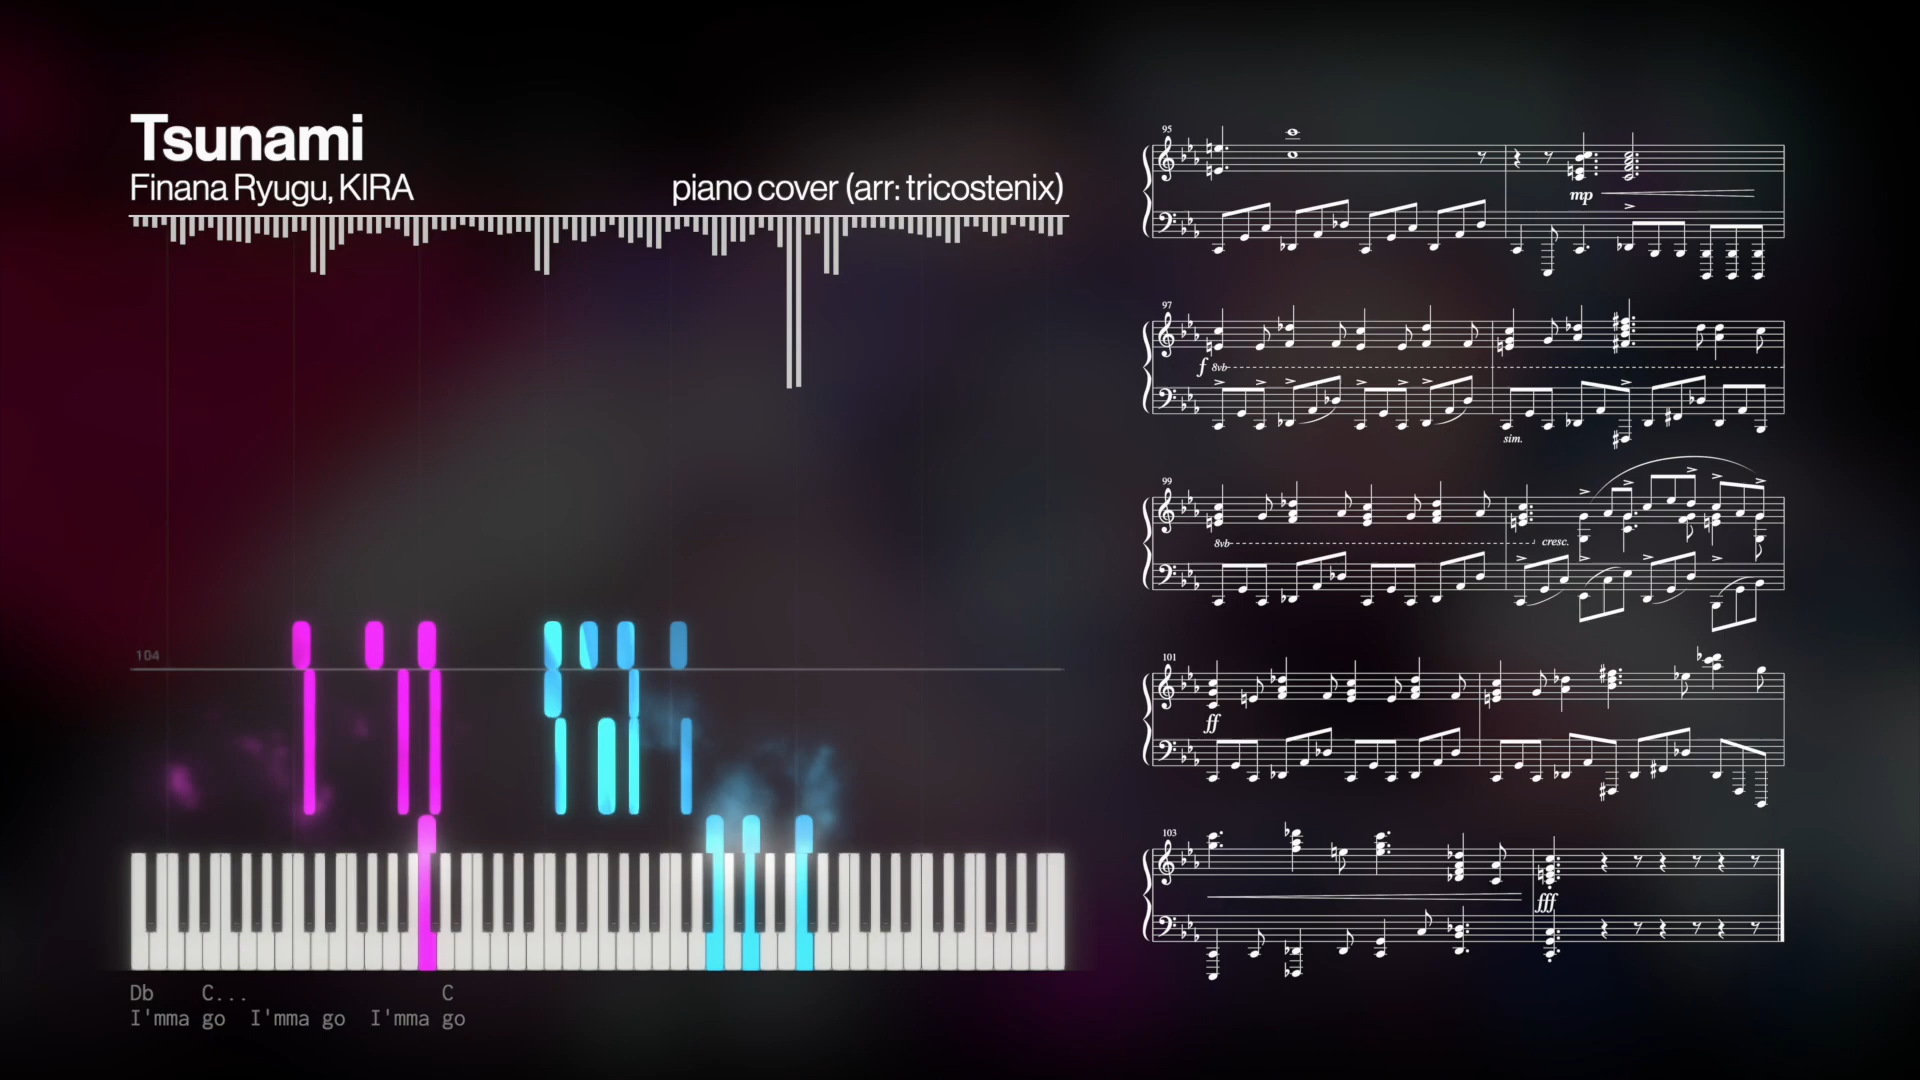 Tsunami
Finana Ryugu, KIRA
piano cover (arr: tricostenix)
104
Db C... C
I'mma go I'mma go I'mma go
95
mp
97
f 8vb
sim.
99
8vb cresc.
101
ff
103
fff